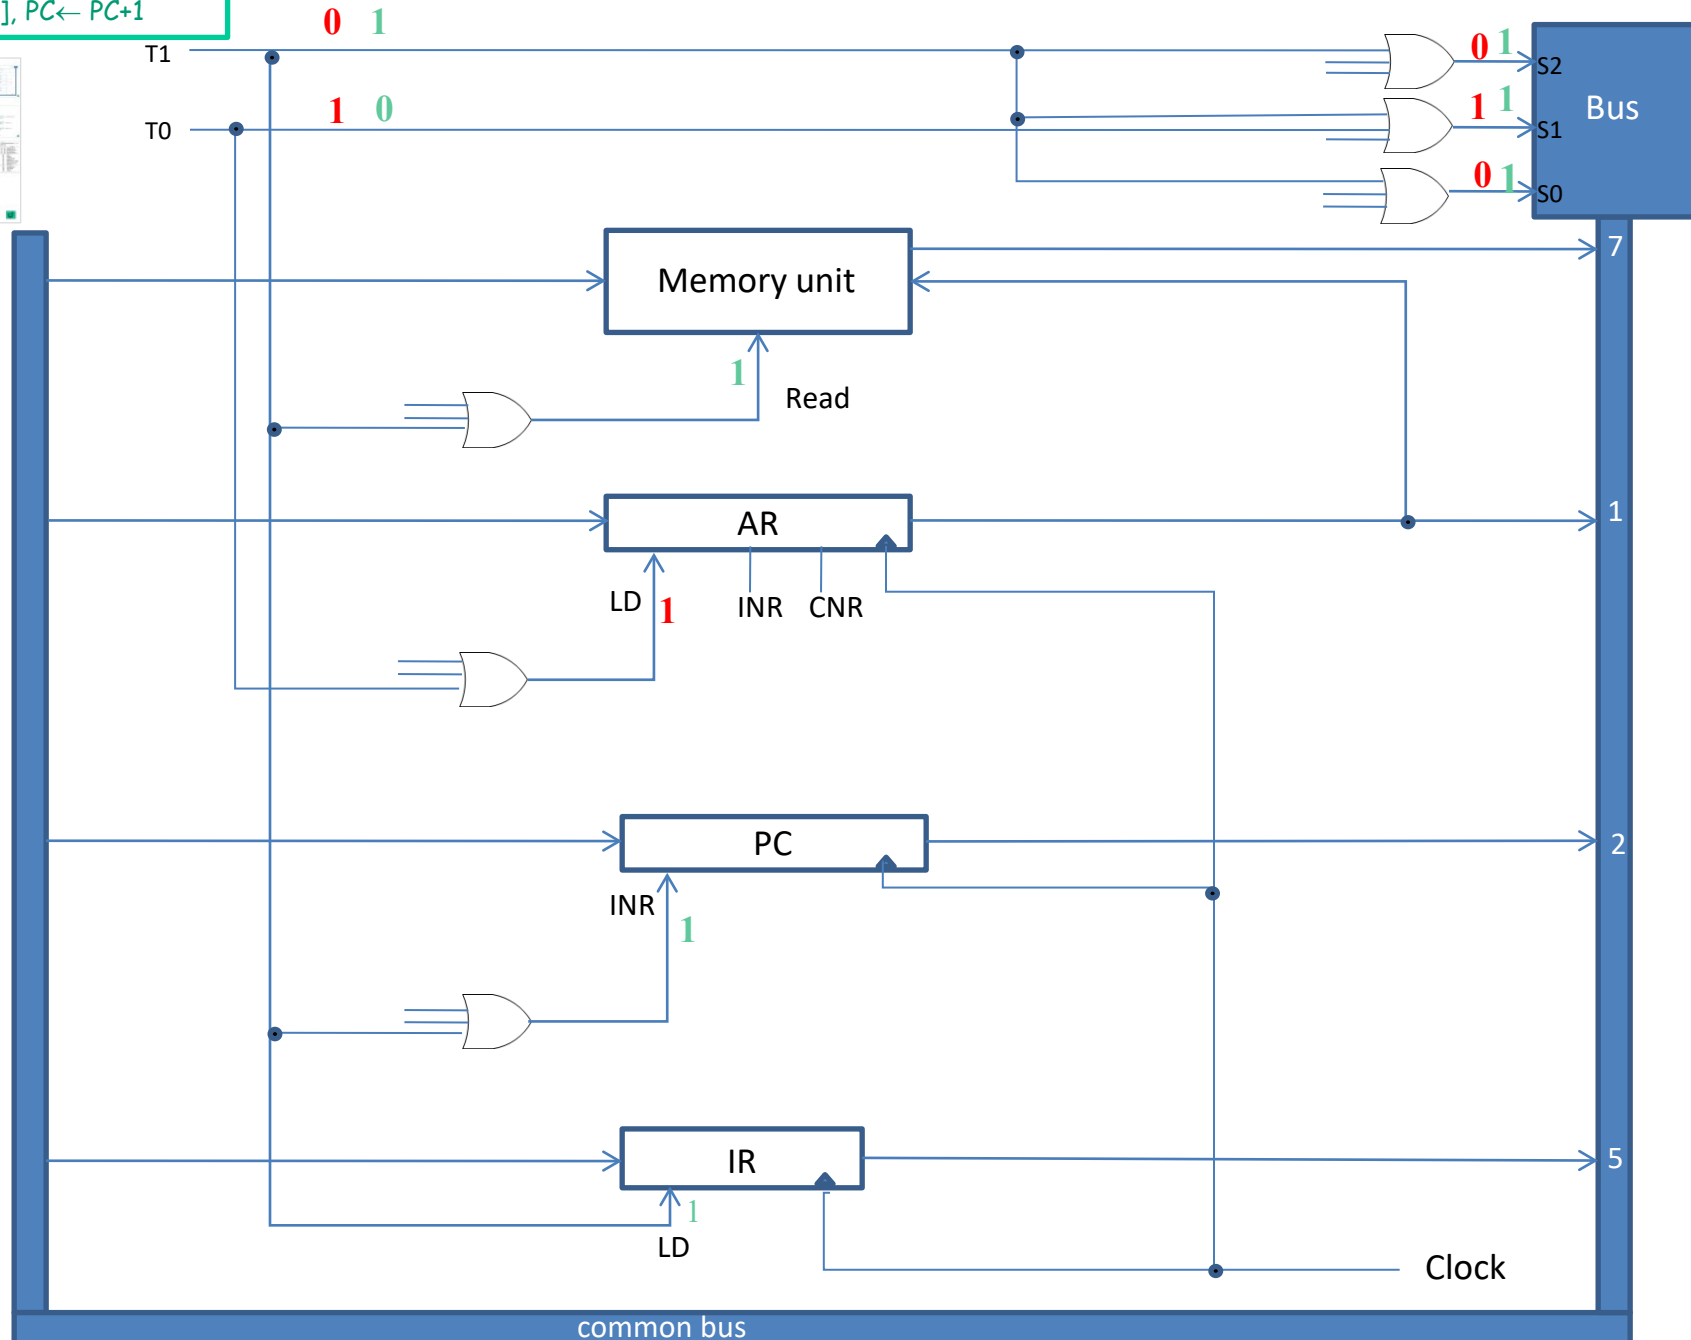 ], PC← PC+1
0 1
T1
0 1
S2
Bus
1 0
T0
1 1
S1
0 1
S0
7
Memory unit
1
Read
AR
1
LD
1
INR
CNR
PC
2
INR
1
IR
5
1
LD
Clock
common bus